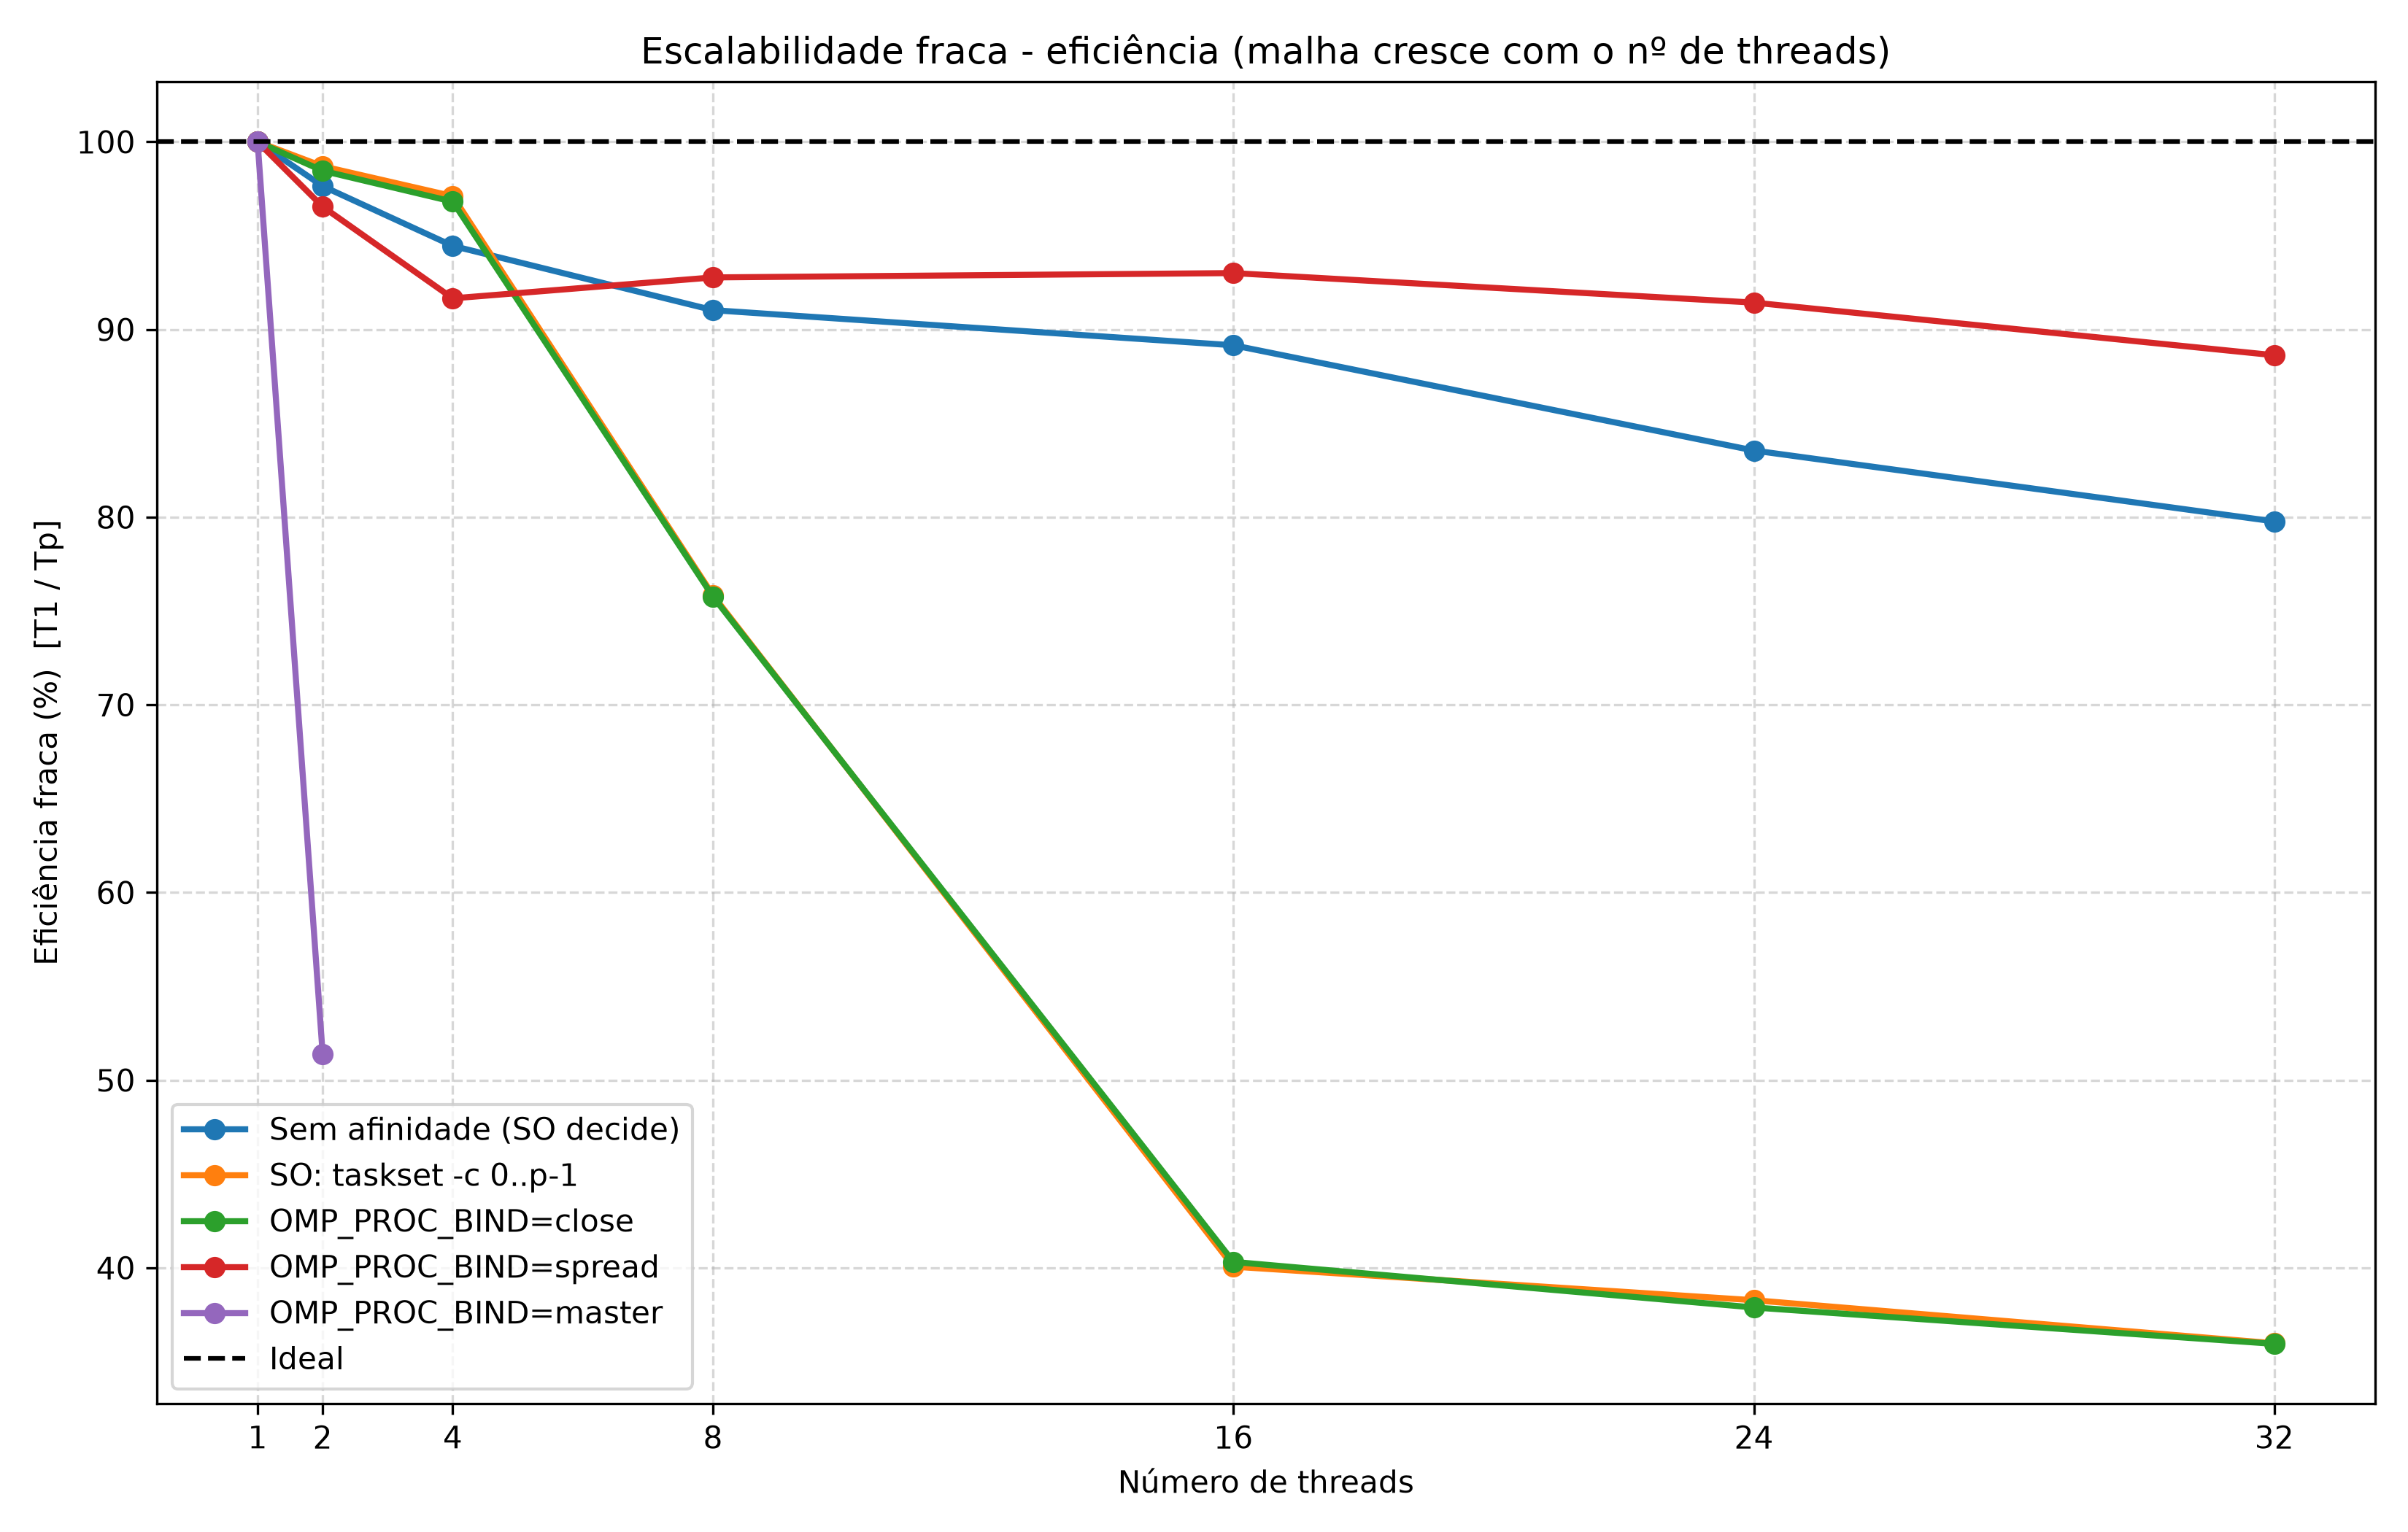 Escalabilidade fraca - eficiência (malha cresce com o nº de threads)
Eficiência fraca (%)  [T1 / Tp]
100
90
80
70
60
50
40
Sem afinidade (SO decide)
SO: taskset -c 0..p-1
OMP_PROC_BIND=close
OMP_PROC_BIND=spread
OMP_PROC_BIND=master
Ideal
1 2 4 8 16 24 32
Número de threads